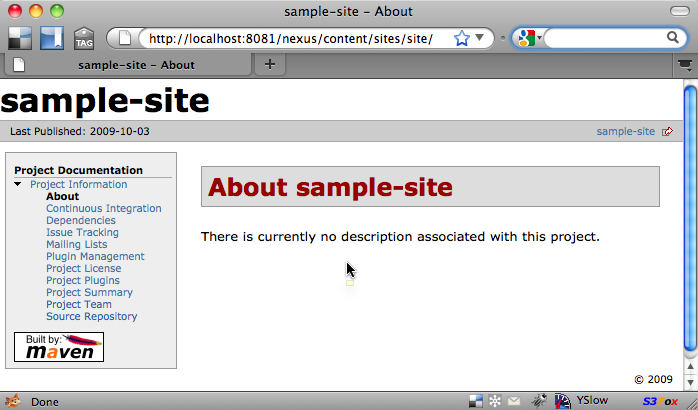 sample-site – About
TAG
http://localhost:8081/nexus/content/sites/site/
sample-site – About
+
sample-site
Last Published: 2009-10-03
sample-site
Project Documentation
Project Information
About
Continuous Integration
Dependencies
Issue Tracking
Mailing Lists
Plugin Management
Project License
Project Plugins
Project Summary
Project Team
Source Repository
Built by:
maven
About sample-site
There is currently no description associated with this project.
© 2009
Done
YSlow
S3Fox